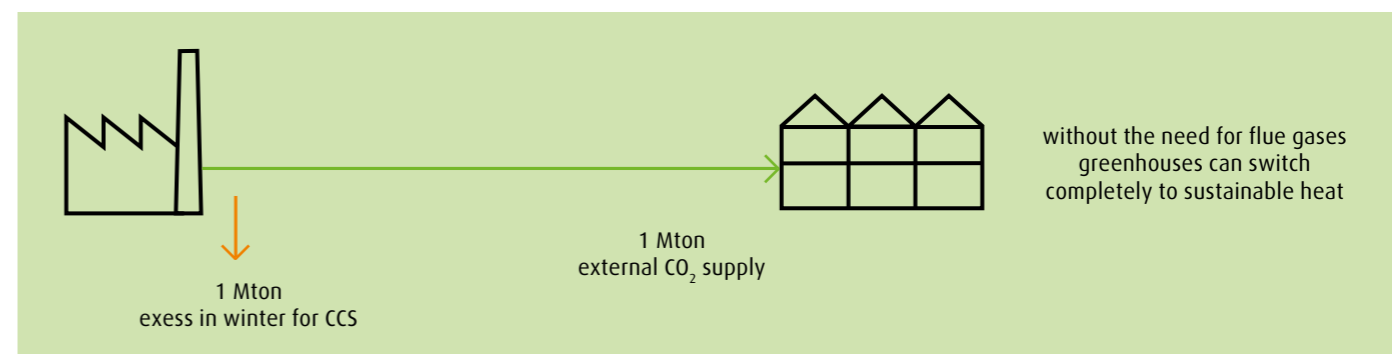 without the need for flue gases
greenhouses can switch
completely to sustainable heat
1 Mton
external CO₂ supply
1 Mton
exess in winter for CCS